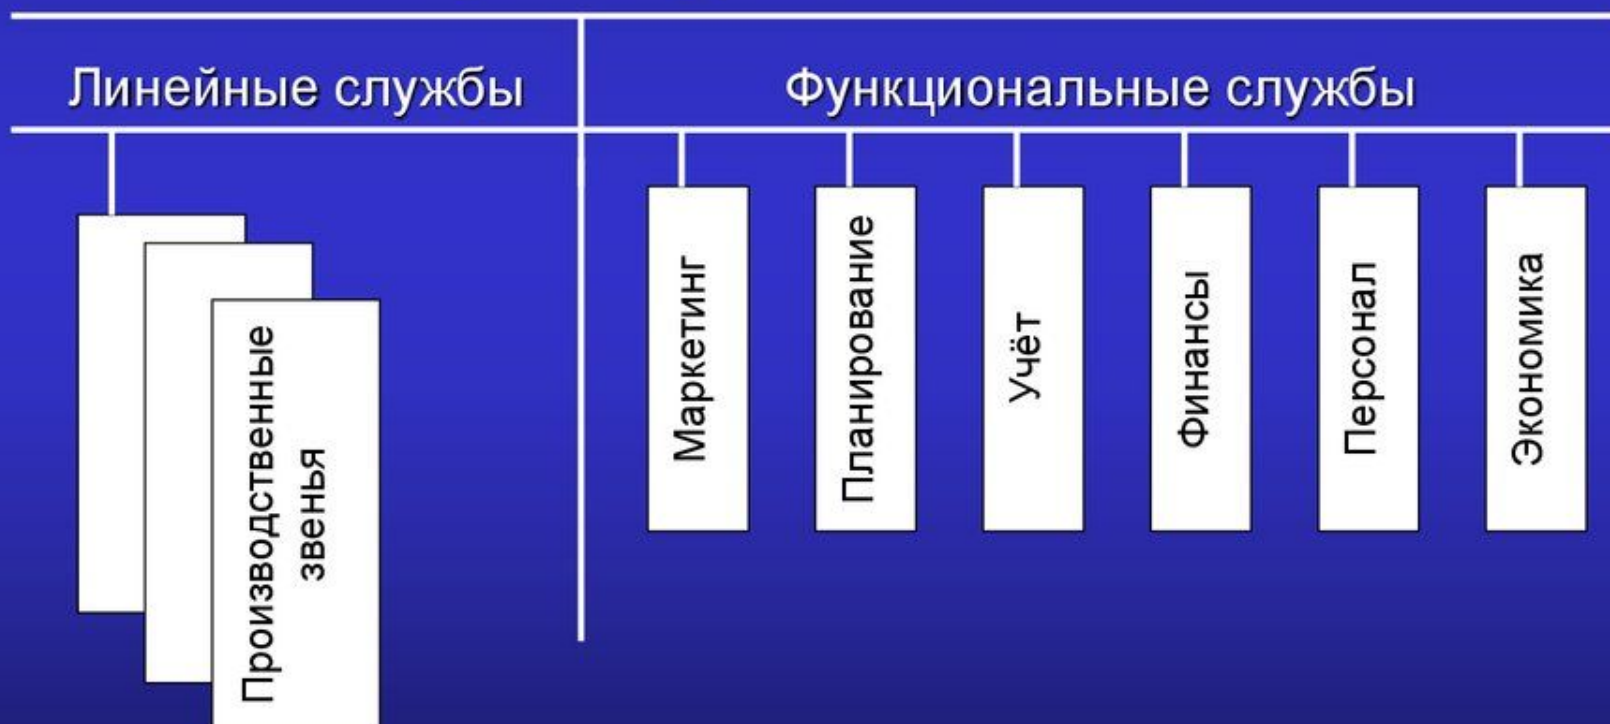 Линейные службы
Функциональные службы
Производственные
звенья
Маркетинг
Планирование
Учёт
Финансы
Персонал
Экономика